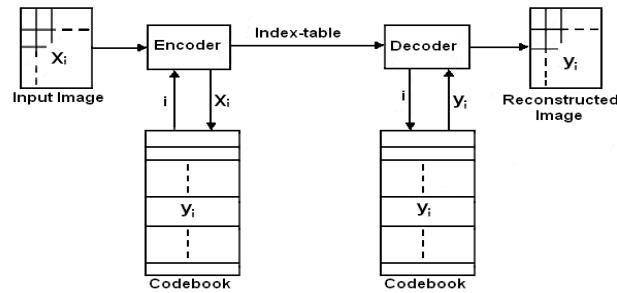 Xi
Input Image
Encoder
Index-table
Decoder
yi
Reconstructed
Image
i
Xi
i
yi
yi
Codebook
yi
Codebook